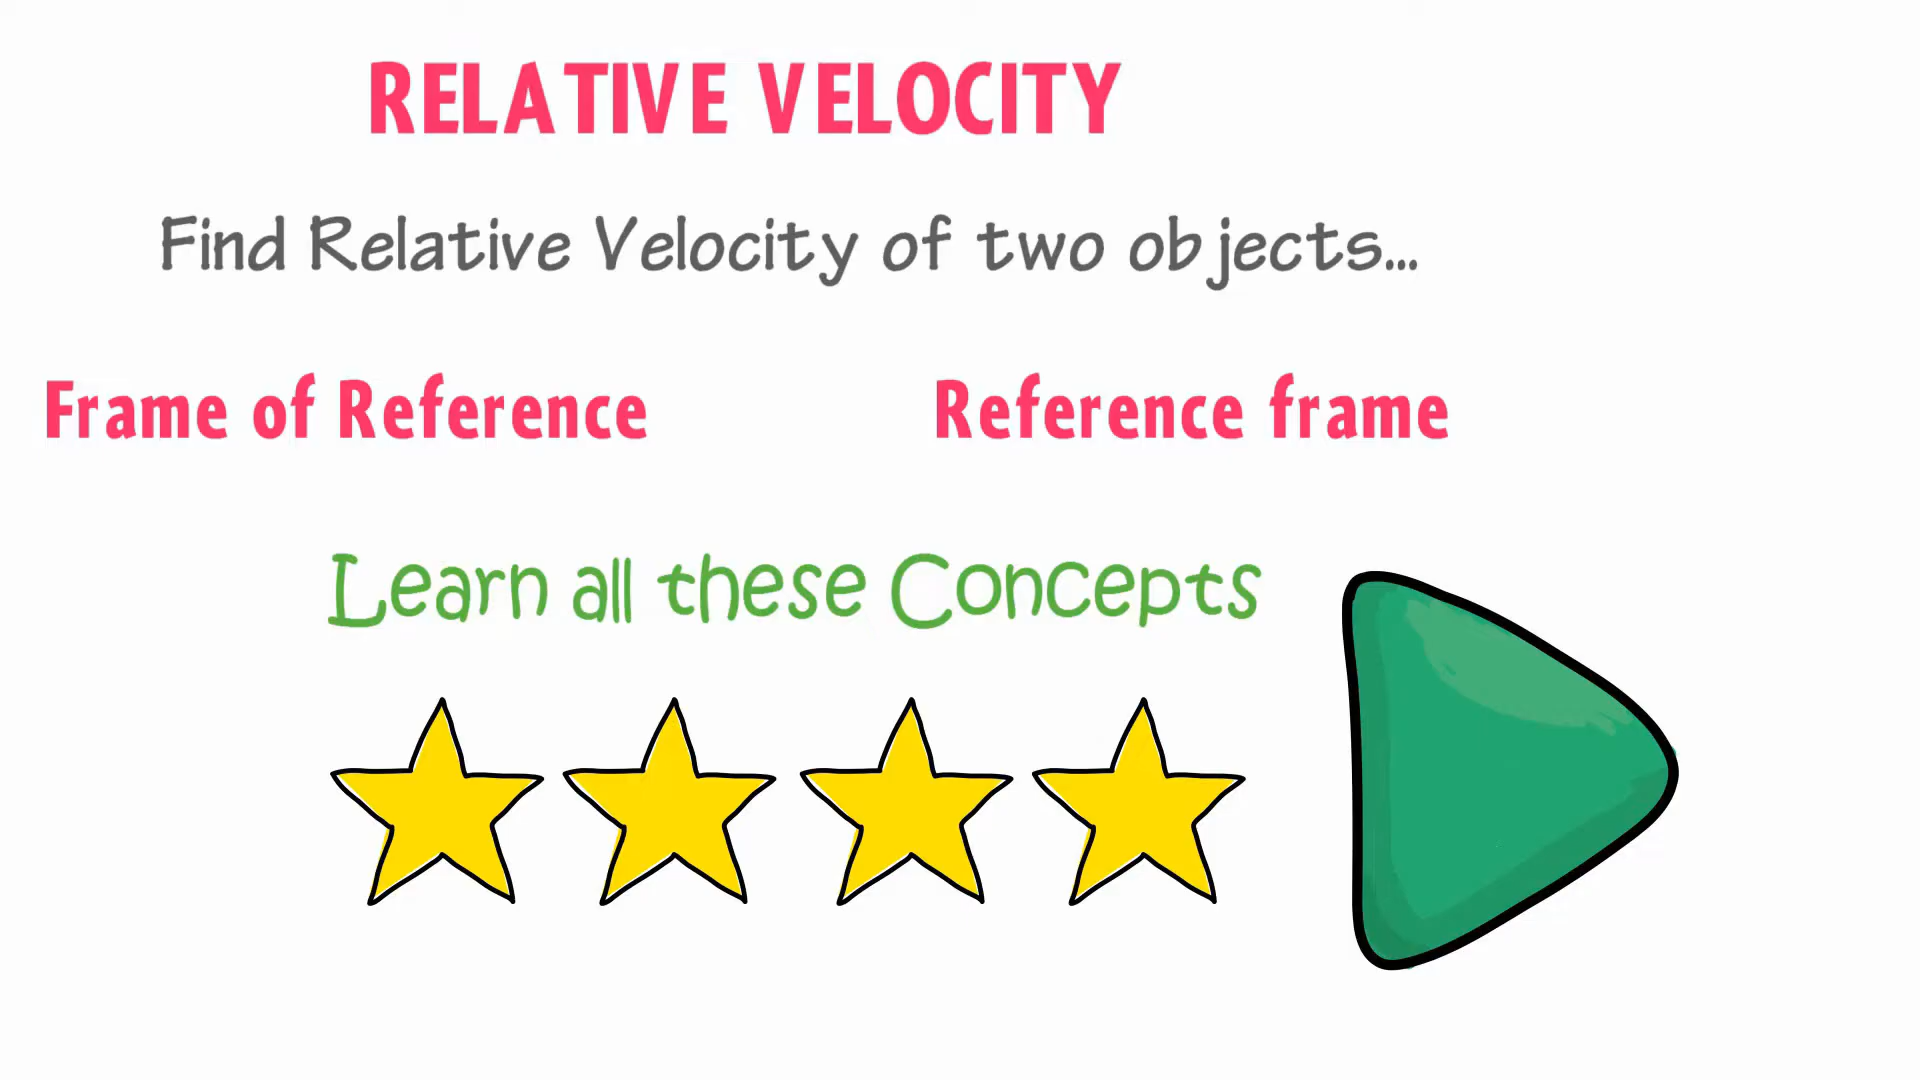 RELATIVE VELOCITY
Find Relative Velocity of two objects...
Frame of Reference
Reference frame
Learn all these Concepts